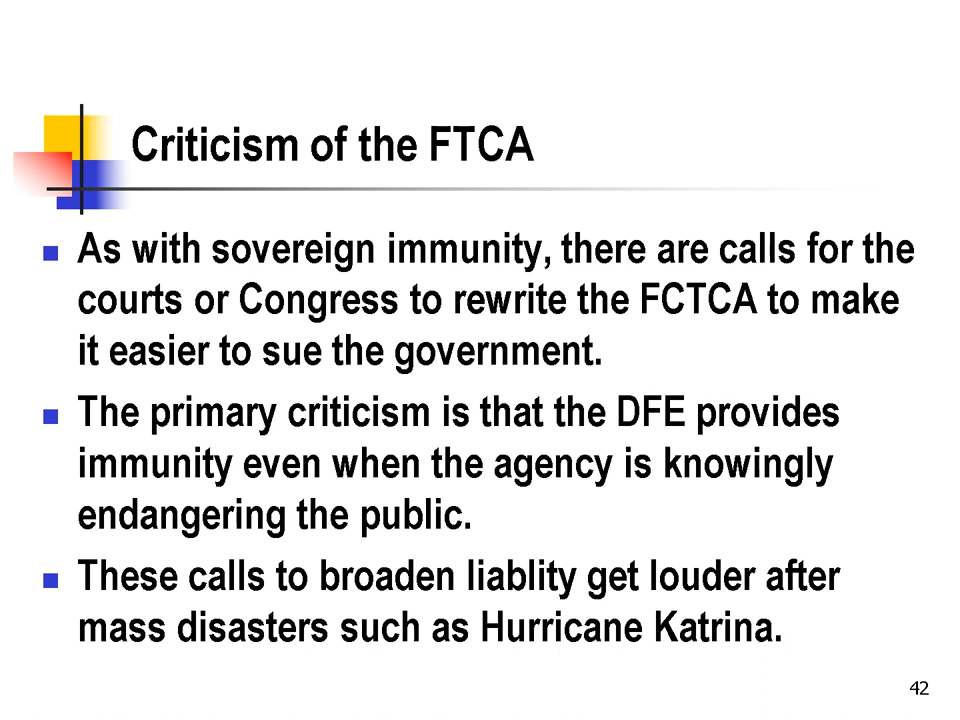 Criticism of the FTCA
As with sovereign immunity, there are calls for the
courts or Congress to rewrite the FCTCA to make
it easier to sue the government.
The primary criticism is that the DFE provides
immunity even when the agency is knowingly
endangering the public.
These calls to broaden liablity get louder after
mass disasters such as Hurricane Katrina.
42